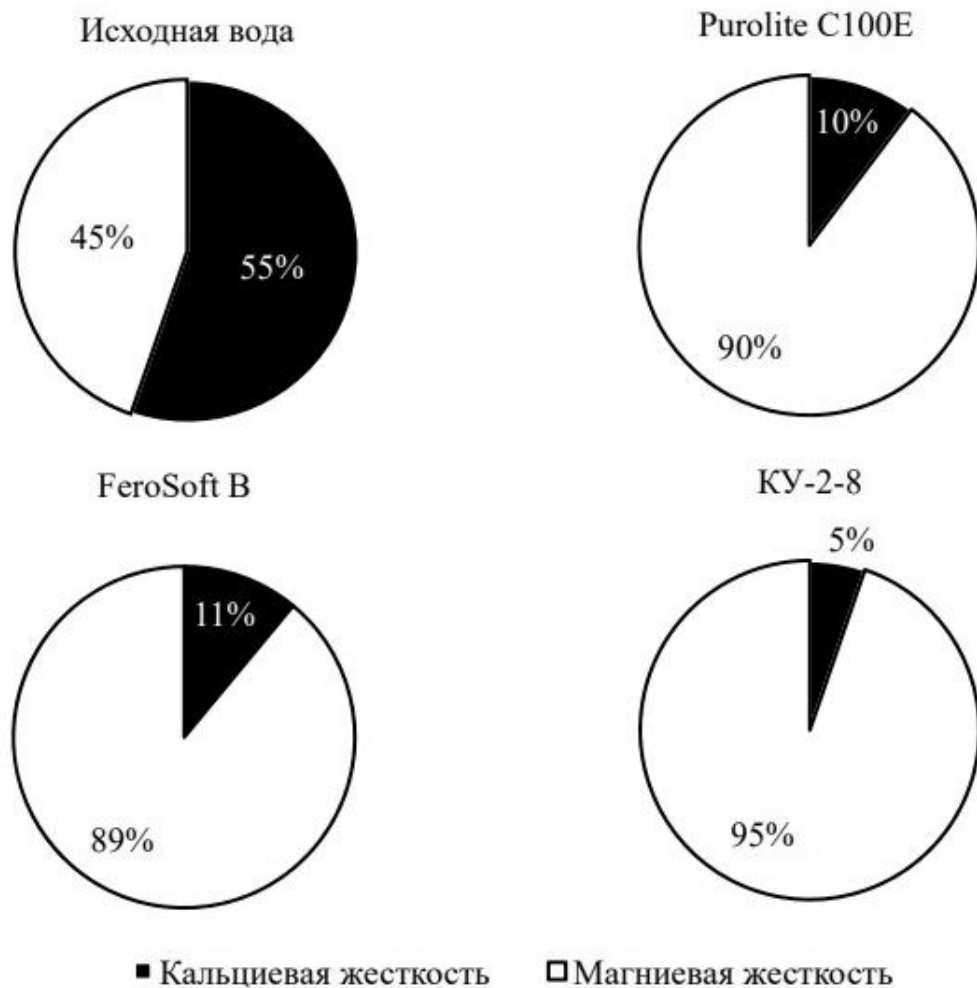 Исходная вода
45%
55%
Purolite C100E
10%
90%
FeroSoft B
11%
89%
КУ-2-8
5%
95%
Кальциевая жесткость
Магниевая жесткость